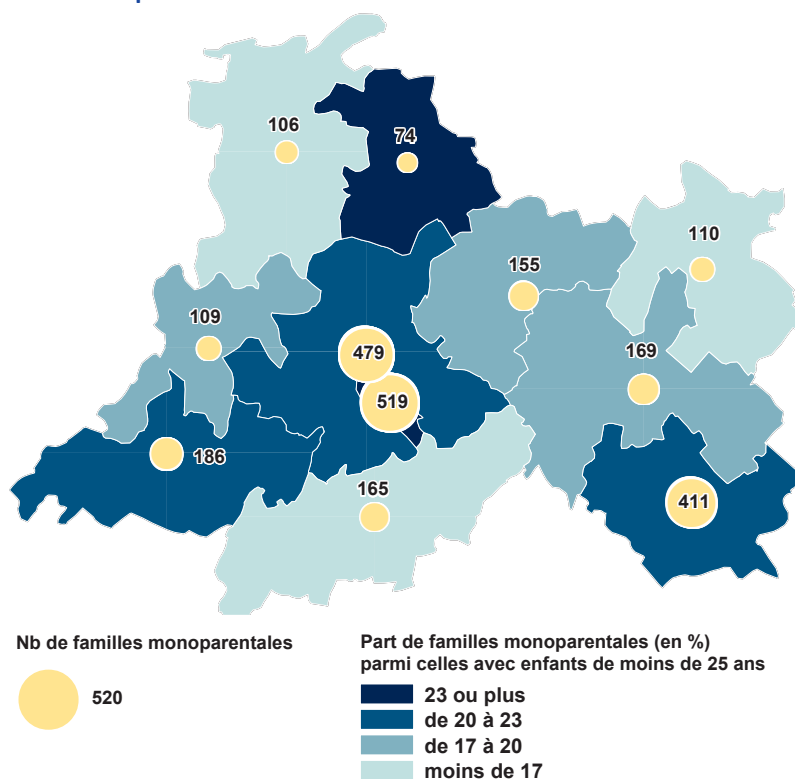 106
74
110
155
109
169
479
519
186
165
411
Nb de familles monoparentales
520
Part de familles monoparentales (en %)
parmi celles avec enfants de moins de 25 ans
23 ou plus
de 20 à 23
de 17 à 20
moins de 17